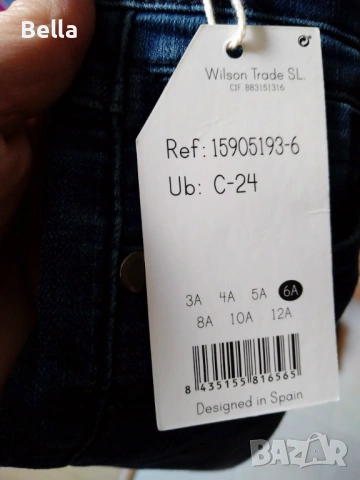 Bella
Wilson Trade SL.
CIF B83151316
Ref: 15905193-6
Ub: C-24
3A 4A 5A 6A
8A 10A 12A
8 435155 816565
Designed in Spain
BAZAR